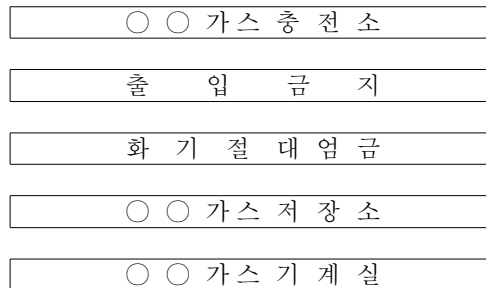 ○ ○ 가 스 충 전 소
출 입 금 지
화 기 절 대 엄 금
○ ○ 가 스 저 장 소
○ ○ 가 스 기 계 실